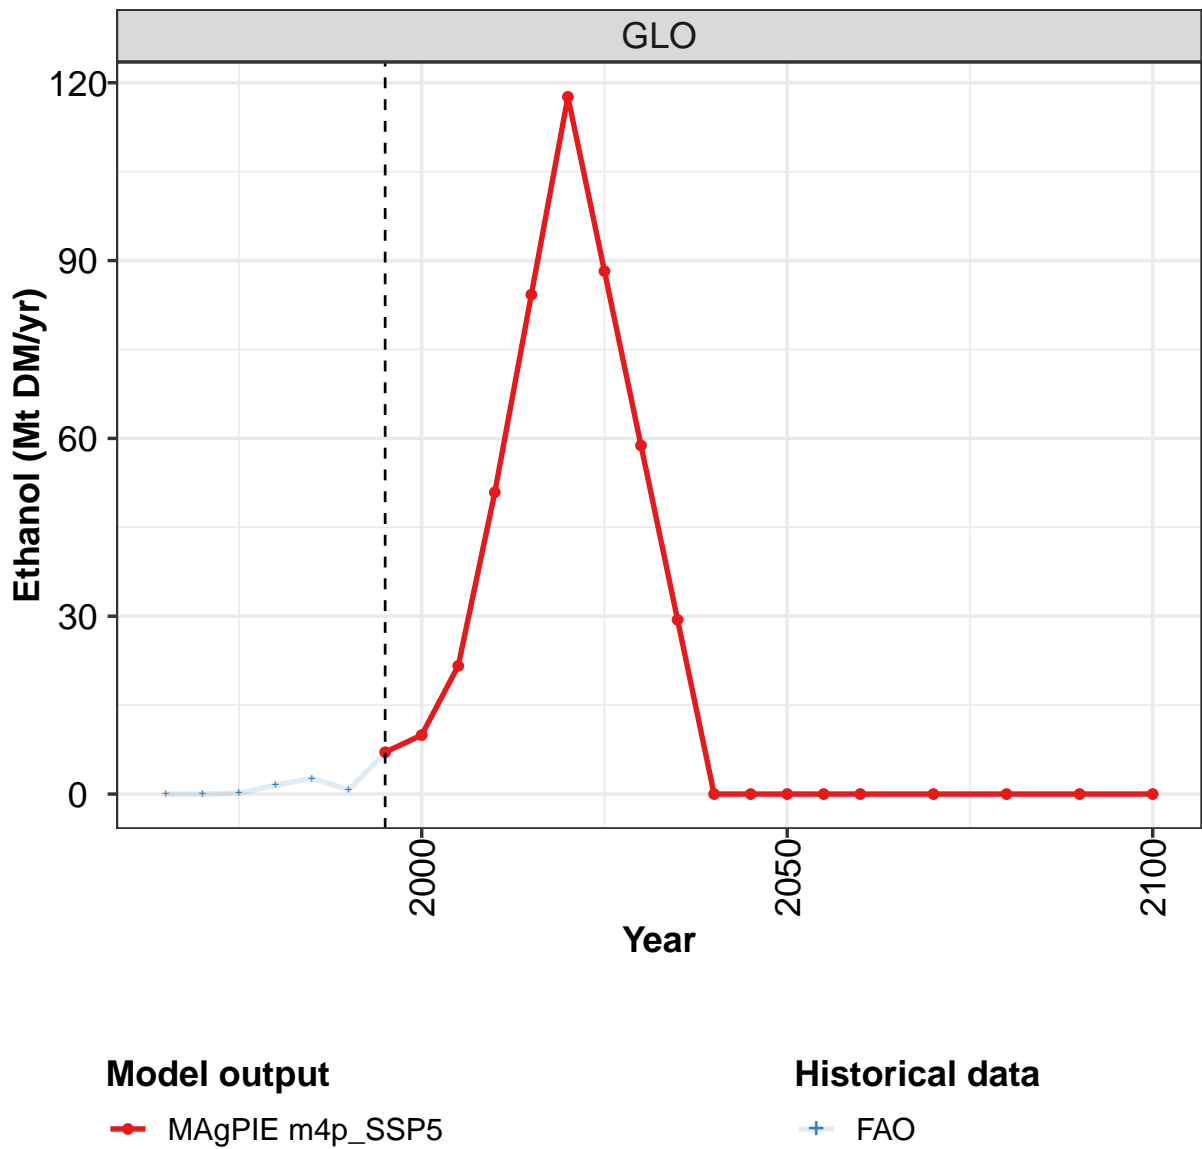 GLO
120
90
60
30
0
Ethanol (Mt DM/yr)
2000
2050
2100
Year
Model output
MAgPIE m4p_SSP5
Historical data
FAO